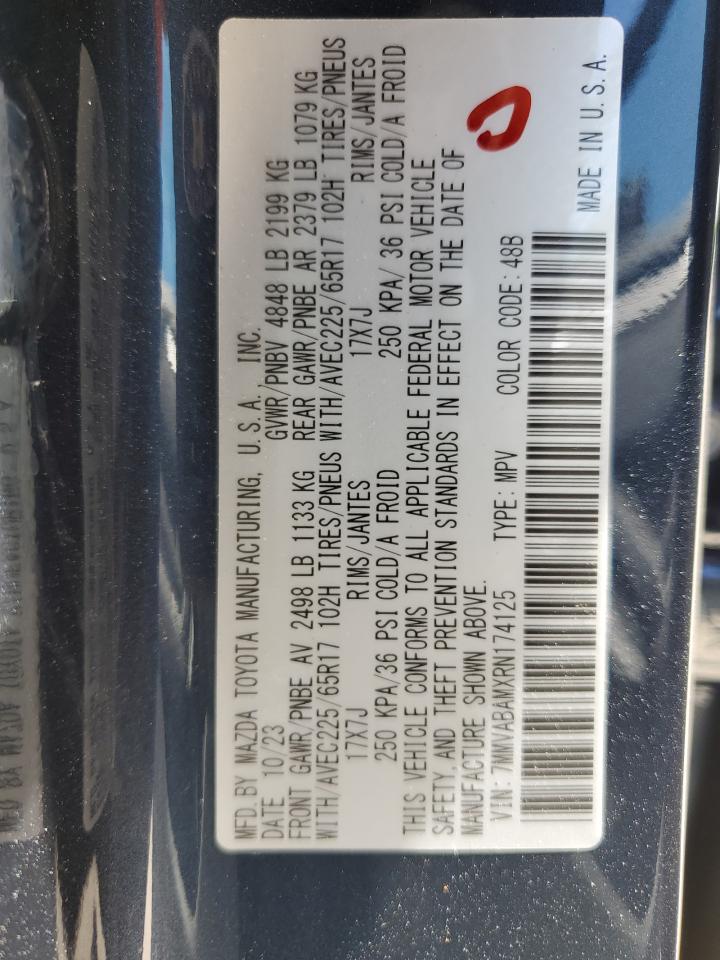 MFD. BY MAZDA TOYOTA MANUFACTURING, U. S. A. INC.
DATE 10/23 GVWR/PNBV 4848 LB 2199 KG
FRONT GAWR/PNBE AV 2498 LB 1133 KG REAR GAWR/PNBE AR 2379 LB 1079 KG
WITH/AVEC225/65R17 102H TIRES/PNEUS WITH/AVEC225/65R17 102H TIRES/PNEUS
17X7J RIMS/JANTES 17X7J RIMS/JANTES
250 KPA/36 PSI COLD/A FROID 250 KPA/ 36 PSI COLD/A FROID
THIS VEHICLE CONFORMS TO ALL APPLICABLE FEDERAL MOTOR VEHICLE
SAFETY, AND THEFT PREVENTION STANDARDS IN EFFECT ON THE DATE OF
MANUFACTURE SHOWN ABOVE.
VIN: 7MMVABAMXRN174125 TYPE: MPV COLOR CODE: 48B
MADE IN U. S. A.